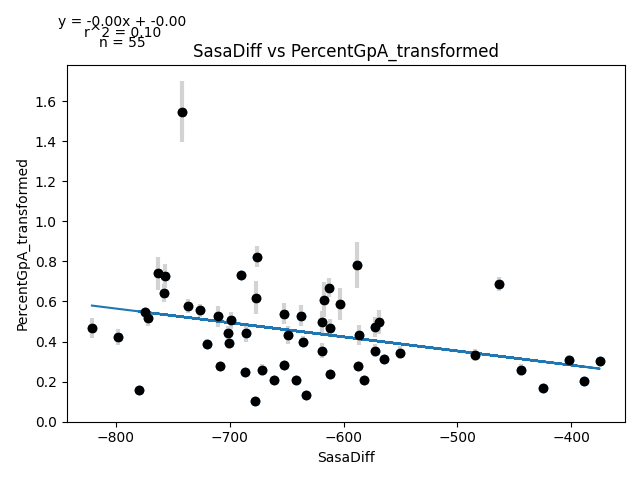 y = -0.00x + -0.00
r^2 = 0.10
n = 55
SasaDiff vs PercentGpA_transformed
PercentGpA_transformed
1.6
1.4
1.2
1.0
0.8
0.6
0.4
0.2
0.0
−800
−700
−600
−500
−400
SasaDiff